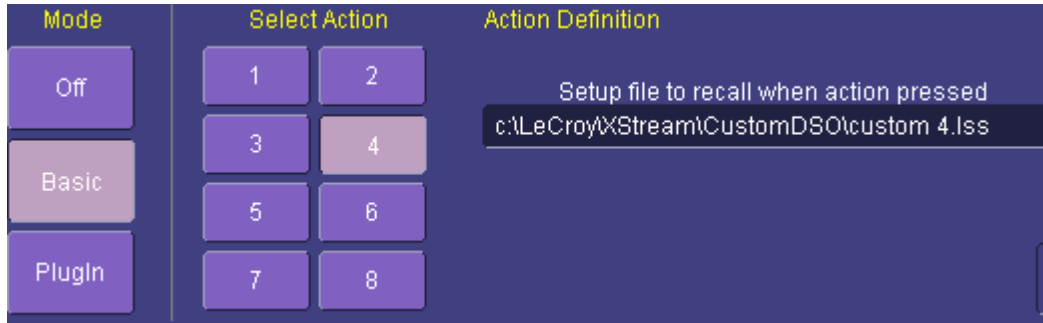 Mode
Select Action
Action Definition
Off
1
2
Setup file to recall when action pressed
c:\LeCroy\XStream\CustomDSO\custom 4.lss
3
4
Basic
5
6
PlugIn
7
8